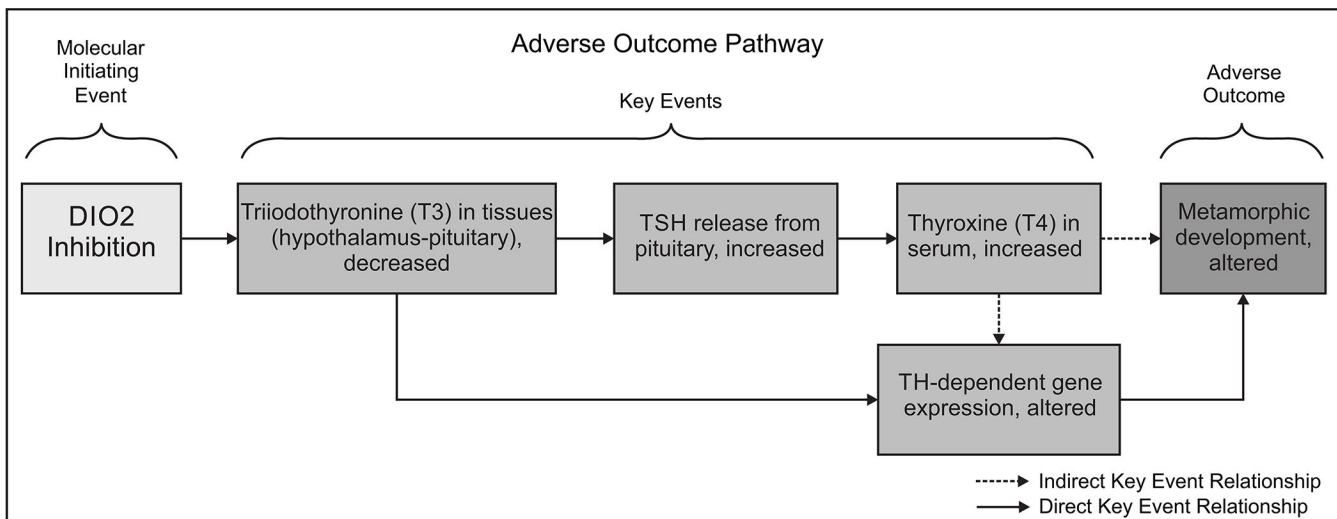 Adverse Outcome Pathway
Molecular
Initiating
Event
Key Events
Adverse
Outcome
DIO2
Inhibition
Triiodothyronine (T3) in tissues
(hypothalamus-pituitary),
decreased
TSH release from
pituitary, increased
Thyroxine (T4) in
serum, increased
Metamorphic
development,
altered
TH-dependent gene
expression, altered
Indirect Key Event Relationship
Direct Key Event Relationship